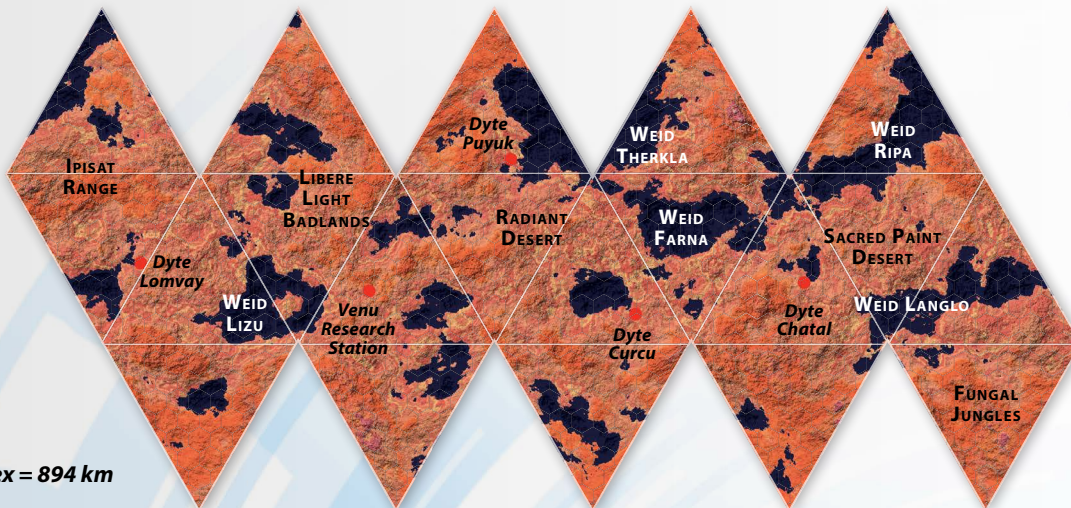 Dyte
Puyuk
Weid
Therkla
Weid
Ripa
Ipisat
Range
Libere
Light
Badlands
Radiant
Desert
Weid
Farna
Sacred Paint
Desert
Dyte
Lomvay
Weid
Lizu
Venu
Research
Station
Dyte
Curcu
Dyte
Chatal
Weid Langlo
Fungal
Jungles
= 894 km